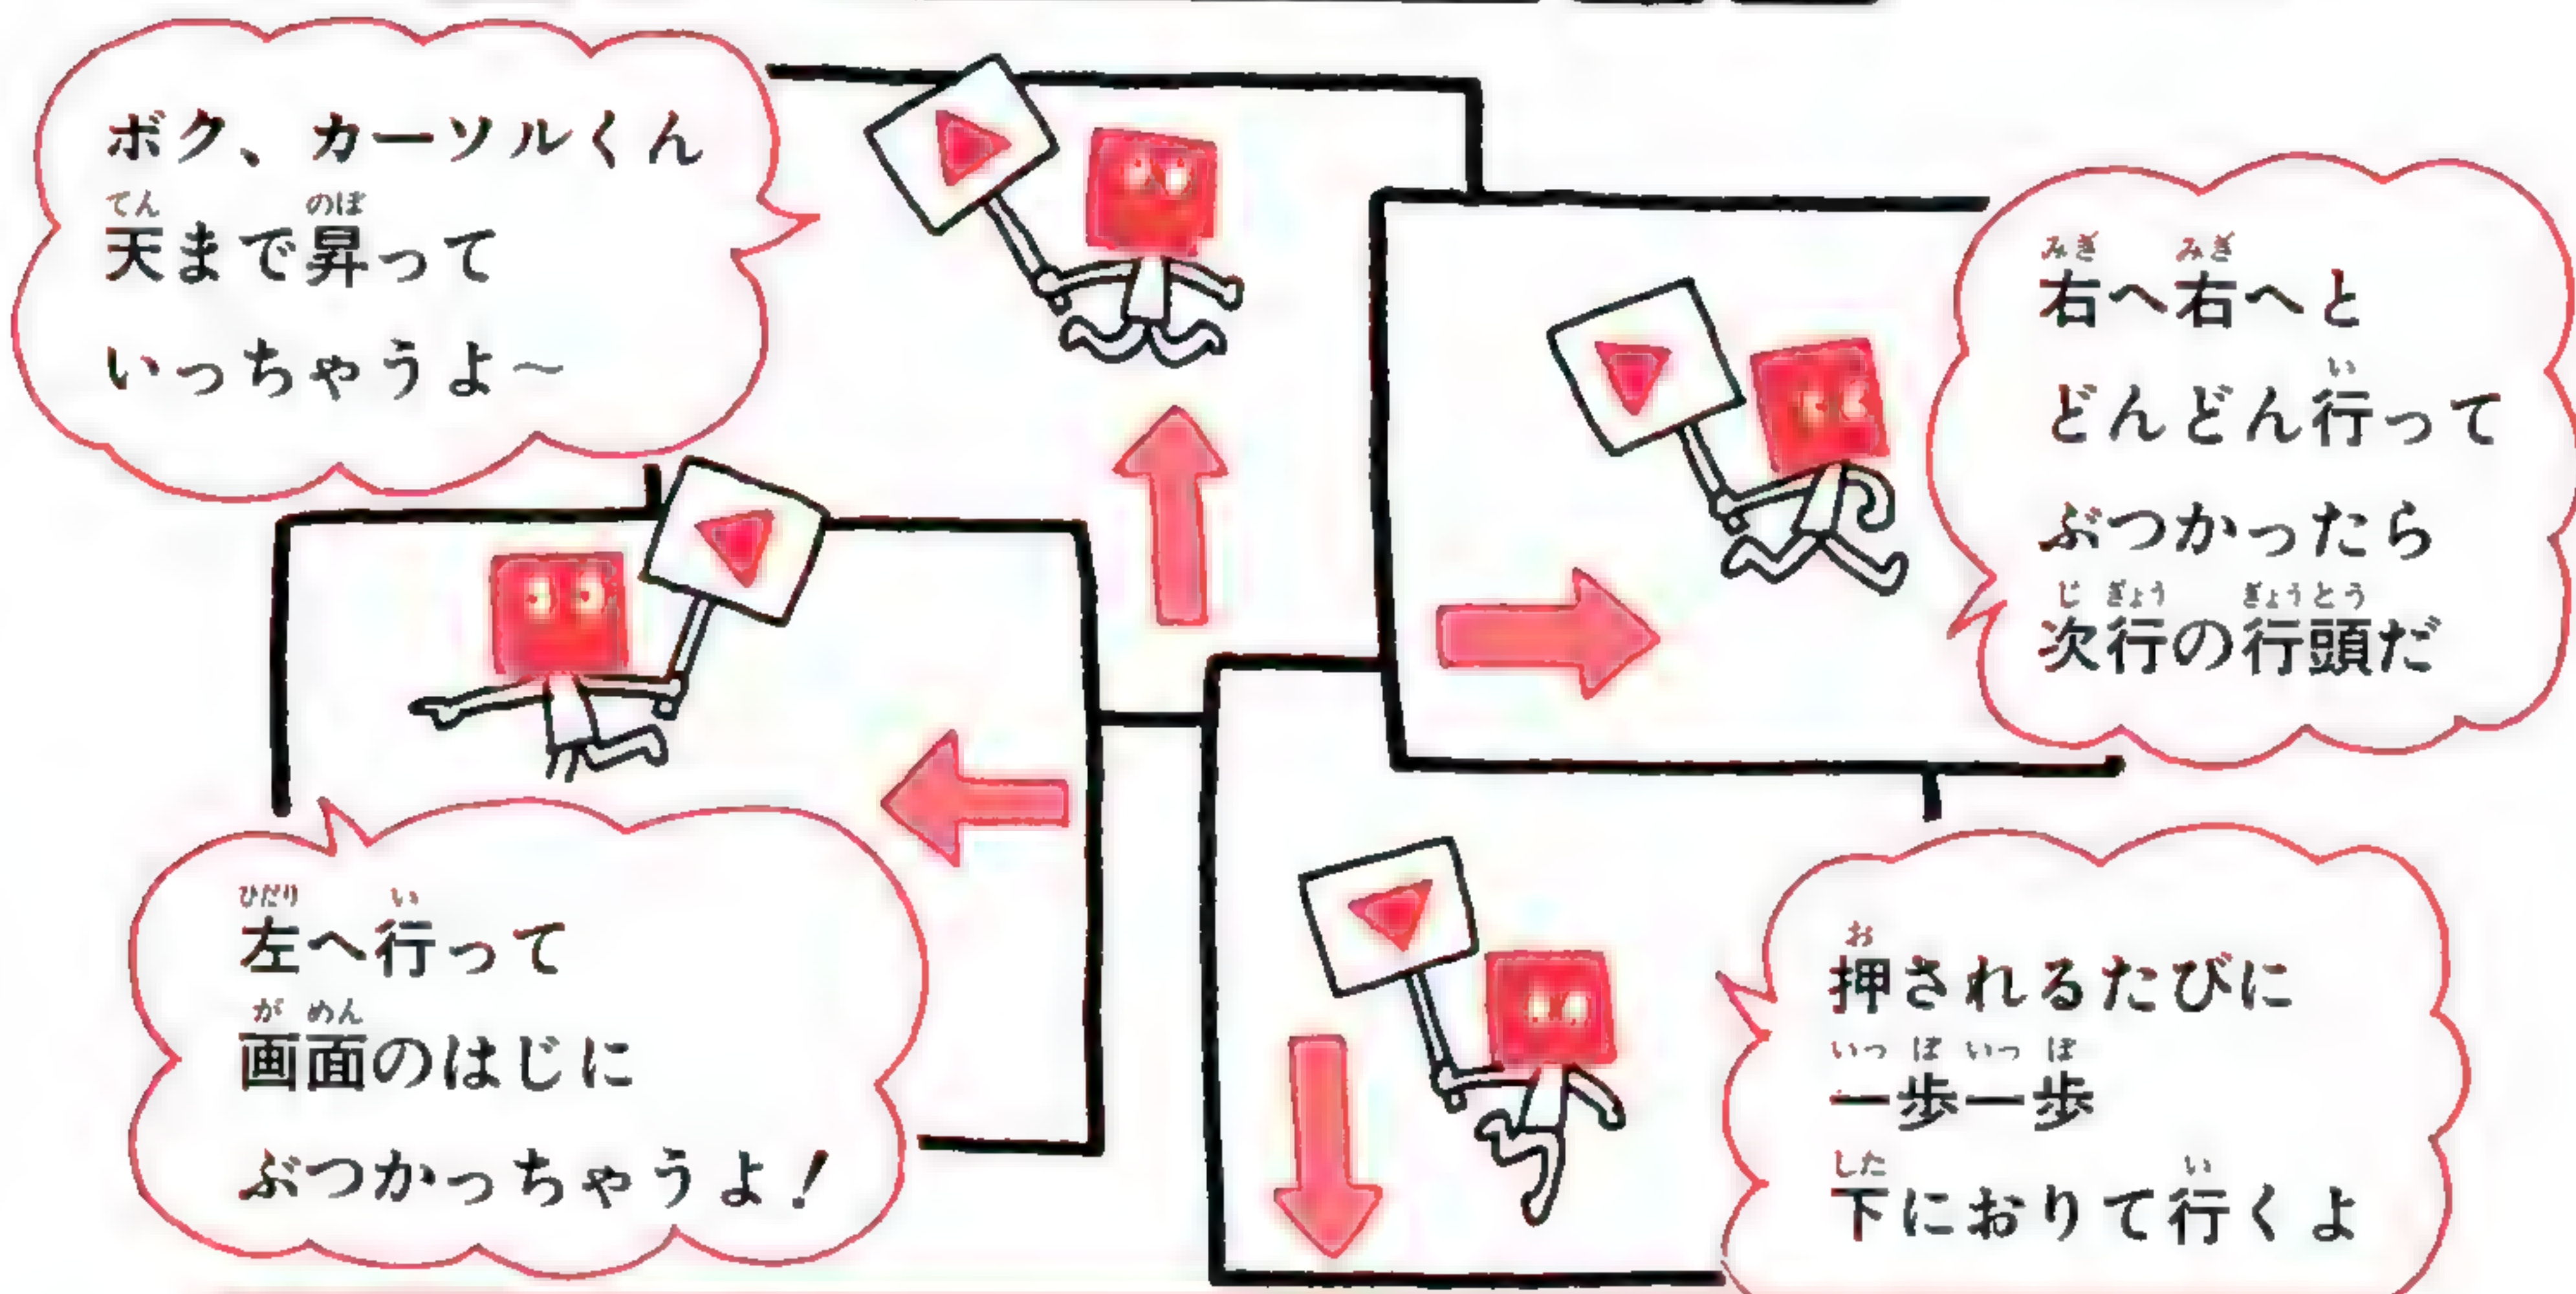 ボク、カーソルくん
天まで昇って
いっちゃうよ～
右へ右へと
どんどん行って
ぶつかったら
次行の行頭だ
左へ行って
画面のはじに
ぶつかっちゃうよ！
押されるたびに
一歩一歩
下におりて行くよ